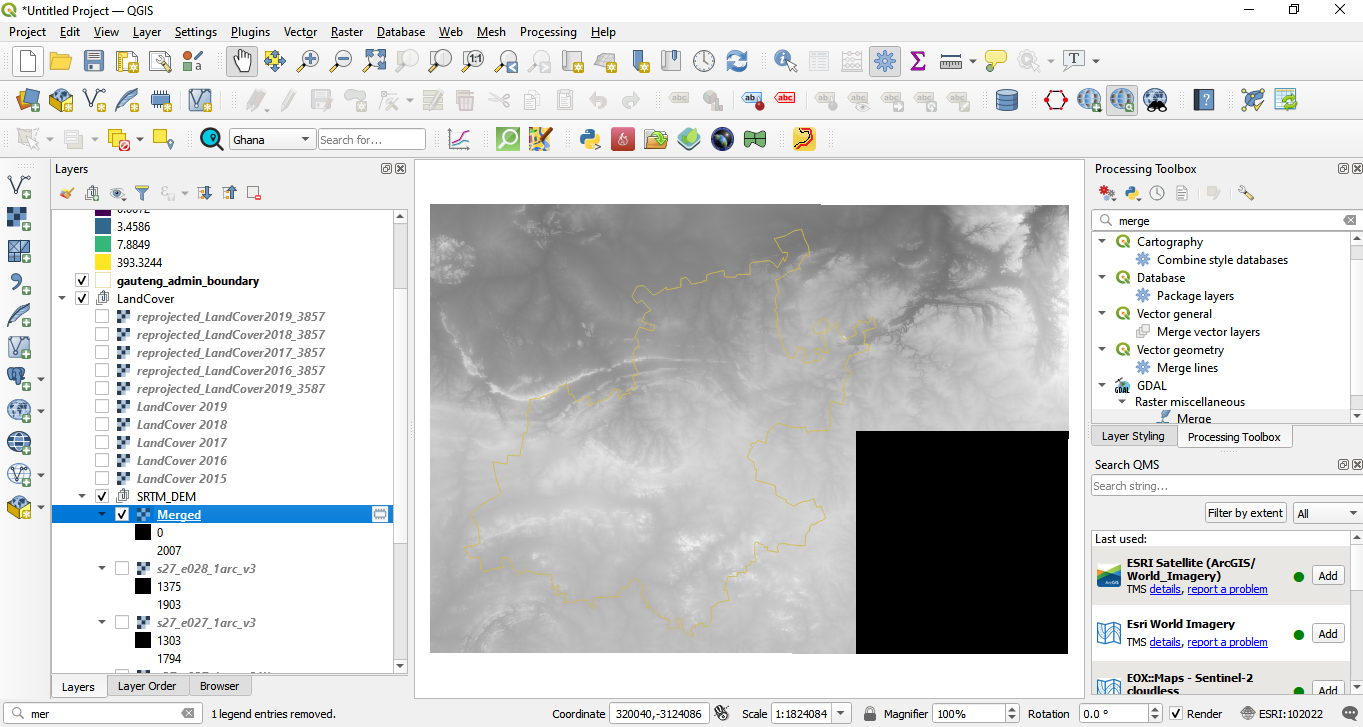 *Untitled Project — QGIS
Project Edit View Layer Settings Plugins Vector Raster Database Web Mesh Processing Help
Ghana Search for...
Layers
3.4586
7.8849
393.3244
gauteng_admin_boundary
LandCover
reprojected_LandCover2019_3857
reprojected_LandCover2018_3857
reprojected_LandCover2017_3857
reprojected_LandCover2016_3857
reprojected_LandCover2019_3587
LandCover 2019
LandCover 2018
LandCover 2017
LandCover 2016
LandCover 2015
SRTM_DEM
Merged
0
2007
s27_e028_1arc_v3
1375
1903
s27_e027_1arc_v3
1303
1794
Layers Layer Order Browser
Processing Toolbox
merge
Cartography
Combine style databases
Database
Package layers
Vector general
Merge vector layers
Vector geometry
Merge lines
GDAL
Raster miscellaneous
Merge
Layer Styling Processing Toolbox
Search QMS
Search string...
Filter by extent All
Last used:
ESRI Satellite (ArcGIS/
World_Imagery)
TMS details, report a problem
Add
Esri World Imagery
TMS details, report a problem
Add
EOX::Maps - Sentinel-2
cloudless
Add
mer 1 legend entries removed. Coordinate 320040,-3124086 Scale 1:1824084 Magnifier 100% Rotation 0.0 ° Render ESRI:102022